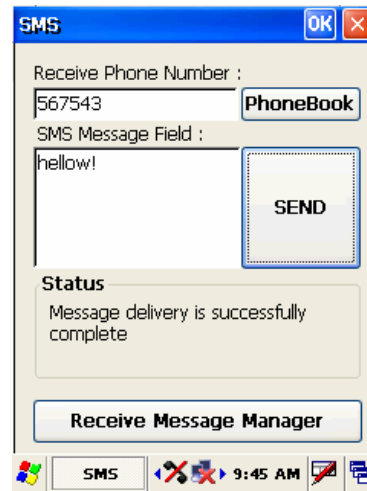 SMS OK
Receive Phone Number :
567543 PhoneBook
SMS Message Field :
hellow!
SEND
Status
Message delivery is successfully
complete
Receive Message Manager
SMS 9:45 AM